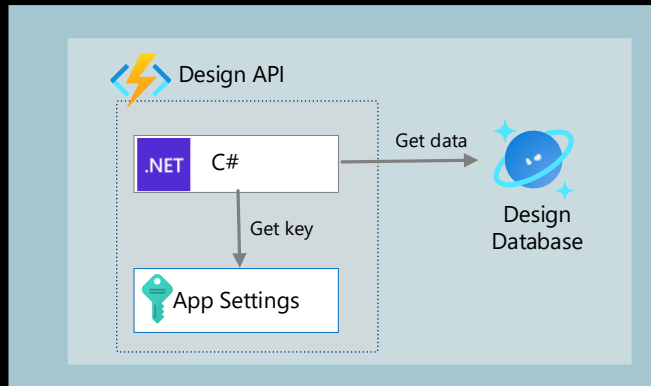 Design API
.NET
C#
Get data
Get key
App Settings
Design
Database